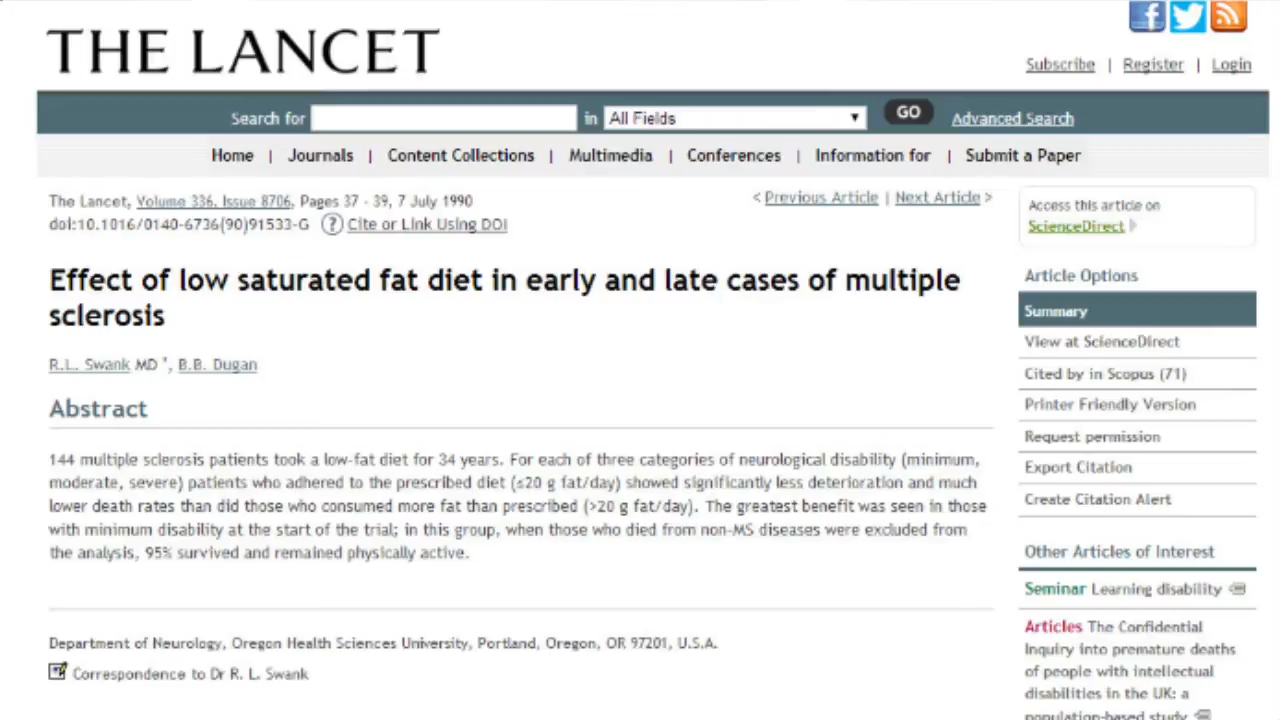 THE LANCET
Subscribe | Register | Login
Search for in All Fields GO Advanced Search
Home | Journals | Content Collections | Multimedia | Conferences | Information for | Submit a Paper
The Lancet, Volume 336, Issue 8706, Pages 37 - 39, 7 July 1990
< Previous Article | Next Article >
doi:10.1016/0140-6736(90)91533-G ? Cite or Link Using DOI
Effect of low saturated fat diet in early and late cases of multiple
sclerosis
R.L. Swank MD *, B.B. Dugan
Abstract
144 multiple sclerosis patients took a low-fat diet for 34 years. For each of three categories of neurological disability (minimum,
moderate, severe) patients who adhered to the prescribed diet (≤20 g fat/day) showed significantly less deterioration and much
lower death rates than did those who consumed more fat than prescribed (>20 g fat/day). The greatest benefit was seen in those
with minimum disability at the start of the trial; in this group, when those who died from non-MS diseases were excluded from
the analysis, 95% survived and remained physically active.
Department of Neurology, Oregon Health Sciences University, Portland, Oregon, OR 97201, U.S.A.
Correspondence to Dr R. L. Swank
Access this article on
ScienceDirect
Article Options
Summary
View at ScienceDirect
Cited by in Scopus (71)
Printer Friendly Version
Request permission
Export Citation
Create Citation Alert
Other Articles of Interest
Seminar Learning disability
Articles The Confidential
Inquiry into premature deaths
of people with intellectual
disabilities in the UK: a
population-based study